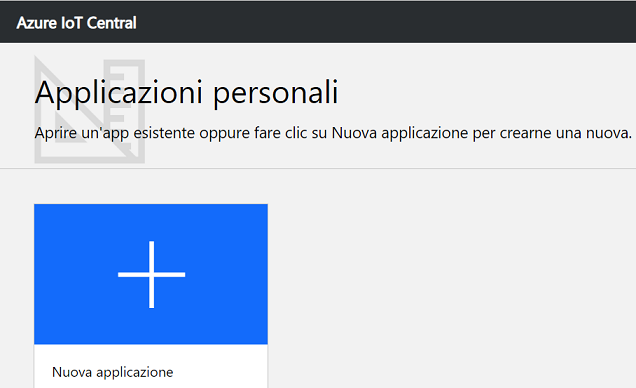 Azure IoT Central
Applicazioni personali
Aprire un'app esistente oppure fare clic su Nuova applicazione per crearne una nuova.
Nuova applicazione